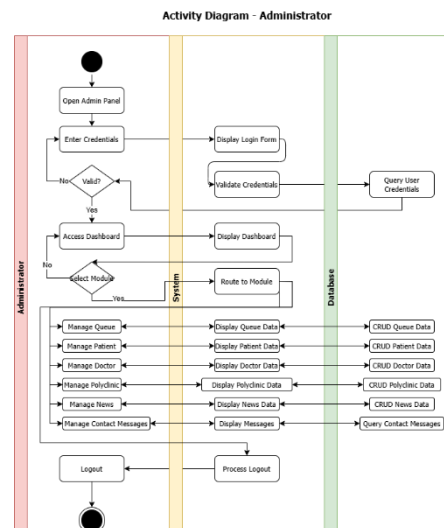 Activity Diagram - Administrator
Administrator
System
Database
Open Admin Panel
Enter Credentials
Display Login Form
No
Valid?
Validate Credentials
Query User
Credentials
Yes
Access Dashboard
Display Dashboard
No
Select Module
Yes
Route to Module
Manage Queue
Display Queue Data
CRUD Queue Data
Manage Patient
Display Patient Data
CRUD Patient Data
Manage Doctor
Display Doctor Data
CRUD Doctor Data
Manage Polyclinic
Display Polyclinic Data
CRUD Polyclinic Data
Manage News
Display News Data
CRUD News Data
Manage Contact Messages
Display Messages
Query Contact Messages
Logout
Process Logout